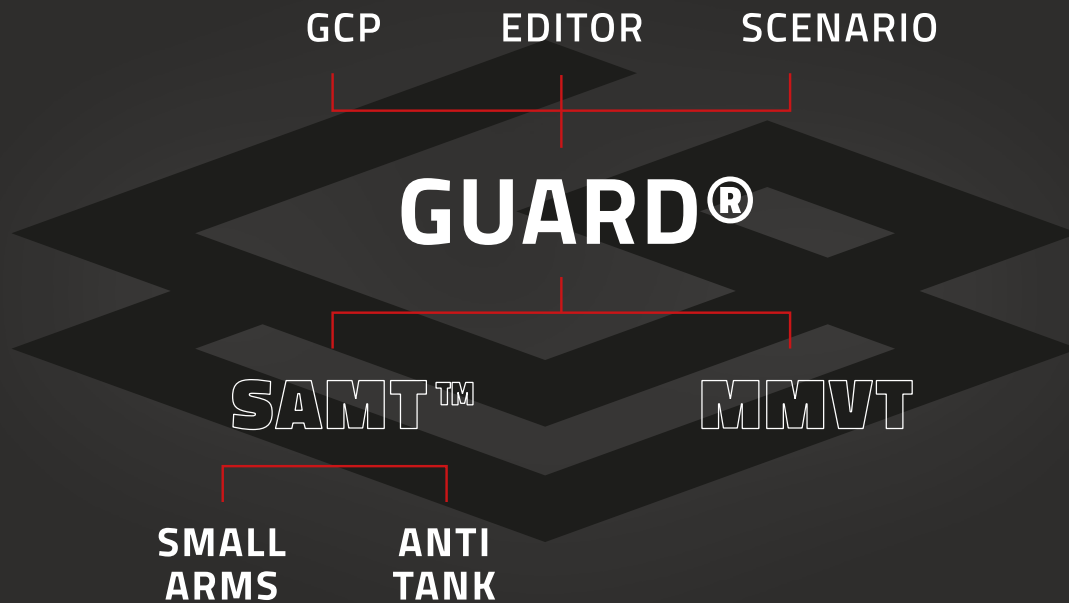 GCP EDITOR SCENARIO
GUARD®
SAMT™ MMVT
SMALL ANTI
ARMS TANK